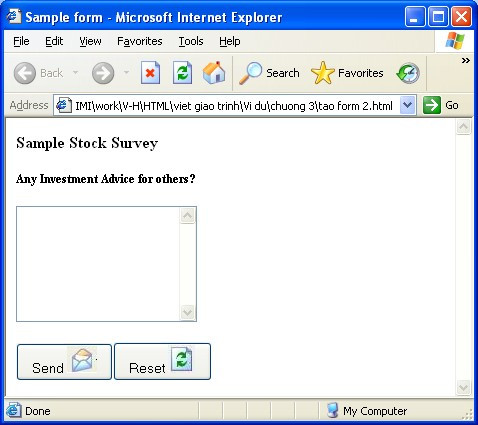 Sample form - Microsoft Internet Explorer
File Edit View Favorites Tools Help
Back Search Favorites
Address IMI\work\V-H\HTML\viet giao trinh\Vi du\chuong 3\tao form 2.html Go
Sample Stock Survey
Any Investment Advice for others?
Send Reset
Done My Computer